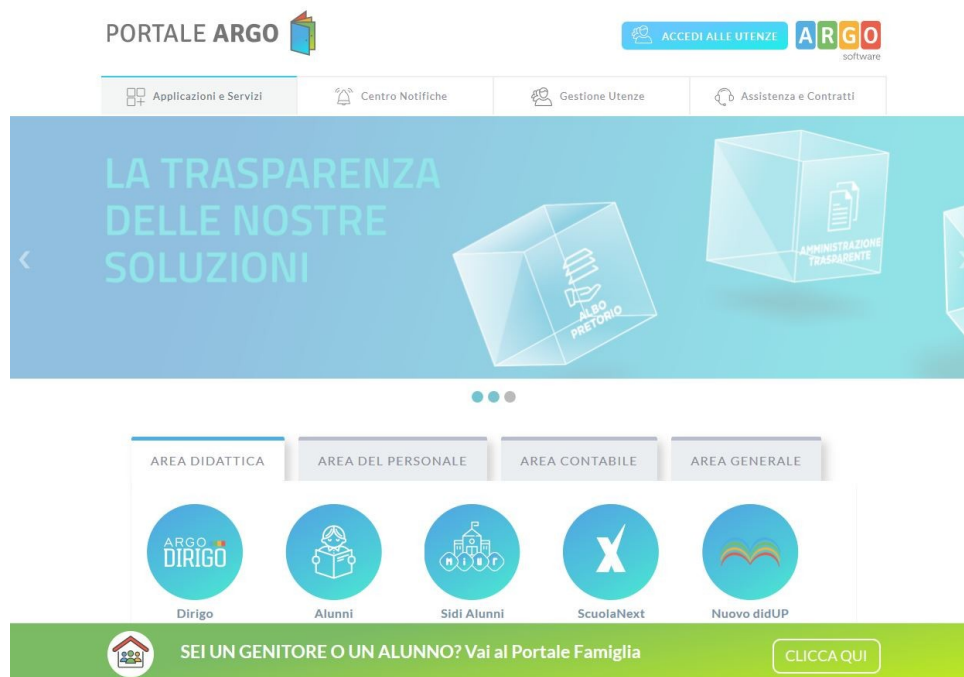 PORTALE ARGO
ACCEDI ALLE UTENZE
ARGO
software
Applicazioni e Servizi
Centro Notifiche
Gestione Utenze
Assistenza e Contratti
LA TRASPARENZA
DELLE NOSTRE
SOLUZIONI
ALBO
PRETORIO
AMMINISTRAZIONE
TRASPARENTE
AREA DIDATTICA
AREA DEL PERSONALE
AREA CONTABILE
AREA GENERALE
ARGO
DIRIGO
MIUR
Dirigo
Alunni
Sidi Alunni
ScuolaNext
Nuovo didUP
SEI UN GENITORE O UN ALUNNO? Vai al Portale Famiglia
CLICCA QUI